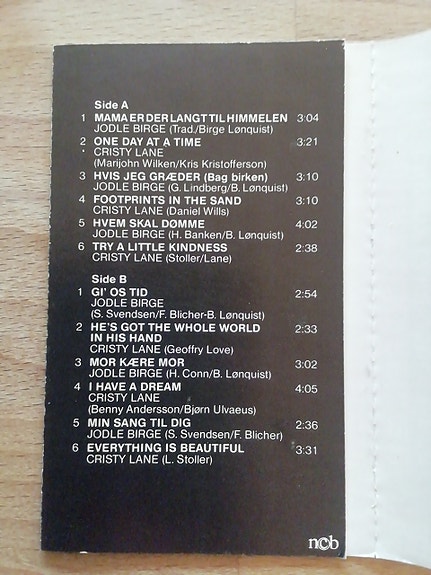 Side A
1 MAMA ER DER LANGT TIL HIMMELEN 3:04
JODLE BIRGE (Trad./Birge Lønquist)
2 ONE DAY AT A TIME 3:21
CRISTY LANE
(Marijohn Wilken/Kris Kristofferson)
3 HVIS JEG GRÆDER (Bag birken) 3:10
JODLE BIRGE (G. Lindberg/B. Lønquist)
4 FOOTPRINTS IN THE SAND 3:10
CRISTY LANE (Daniel Wills)
5 HVEM SKAL DØMME 4:02
JODLE BIRGE (H. Banken/B. Lønquist)
6 TRY A LITTLE KINDNESS 2:38
CRISTY LANE (Stoller/Lane)
Side B
1 GI' OS TID 2:54
JODLE BIRGE
(S. Svendsen/F. Blicher-B. Lønquist)
2 HE'S GOT THE WHOLE WORLD 2:33
IN HIS HAND
CRISTY LANE (Geoffry Love)
3 MOR KÆRE MOR 3:02
JODLE BIRGE (H. Conn/B. Lønquist)
4 I HAVE A DREAM 4:05
CRISTY LANE
(Benny Andersson/Bjørn Ulvaeus)
5 MIN SANG TIL DIG 2:36
JODLE BIRGE (S. Svendsen/F. Blicher)
6 EVERYTHING IS BEAUTIFUL 3:31
CRISTY LANE (L. Stoller)
ncb